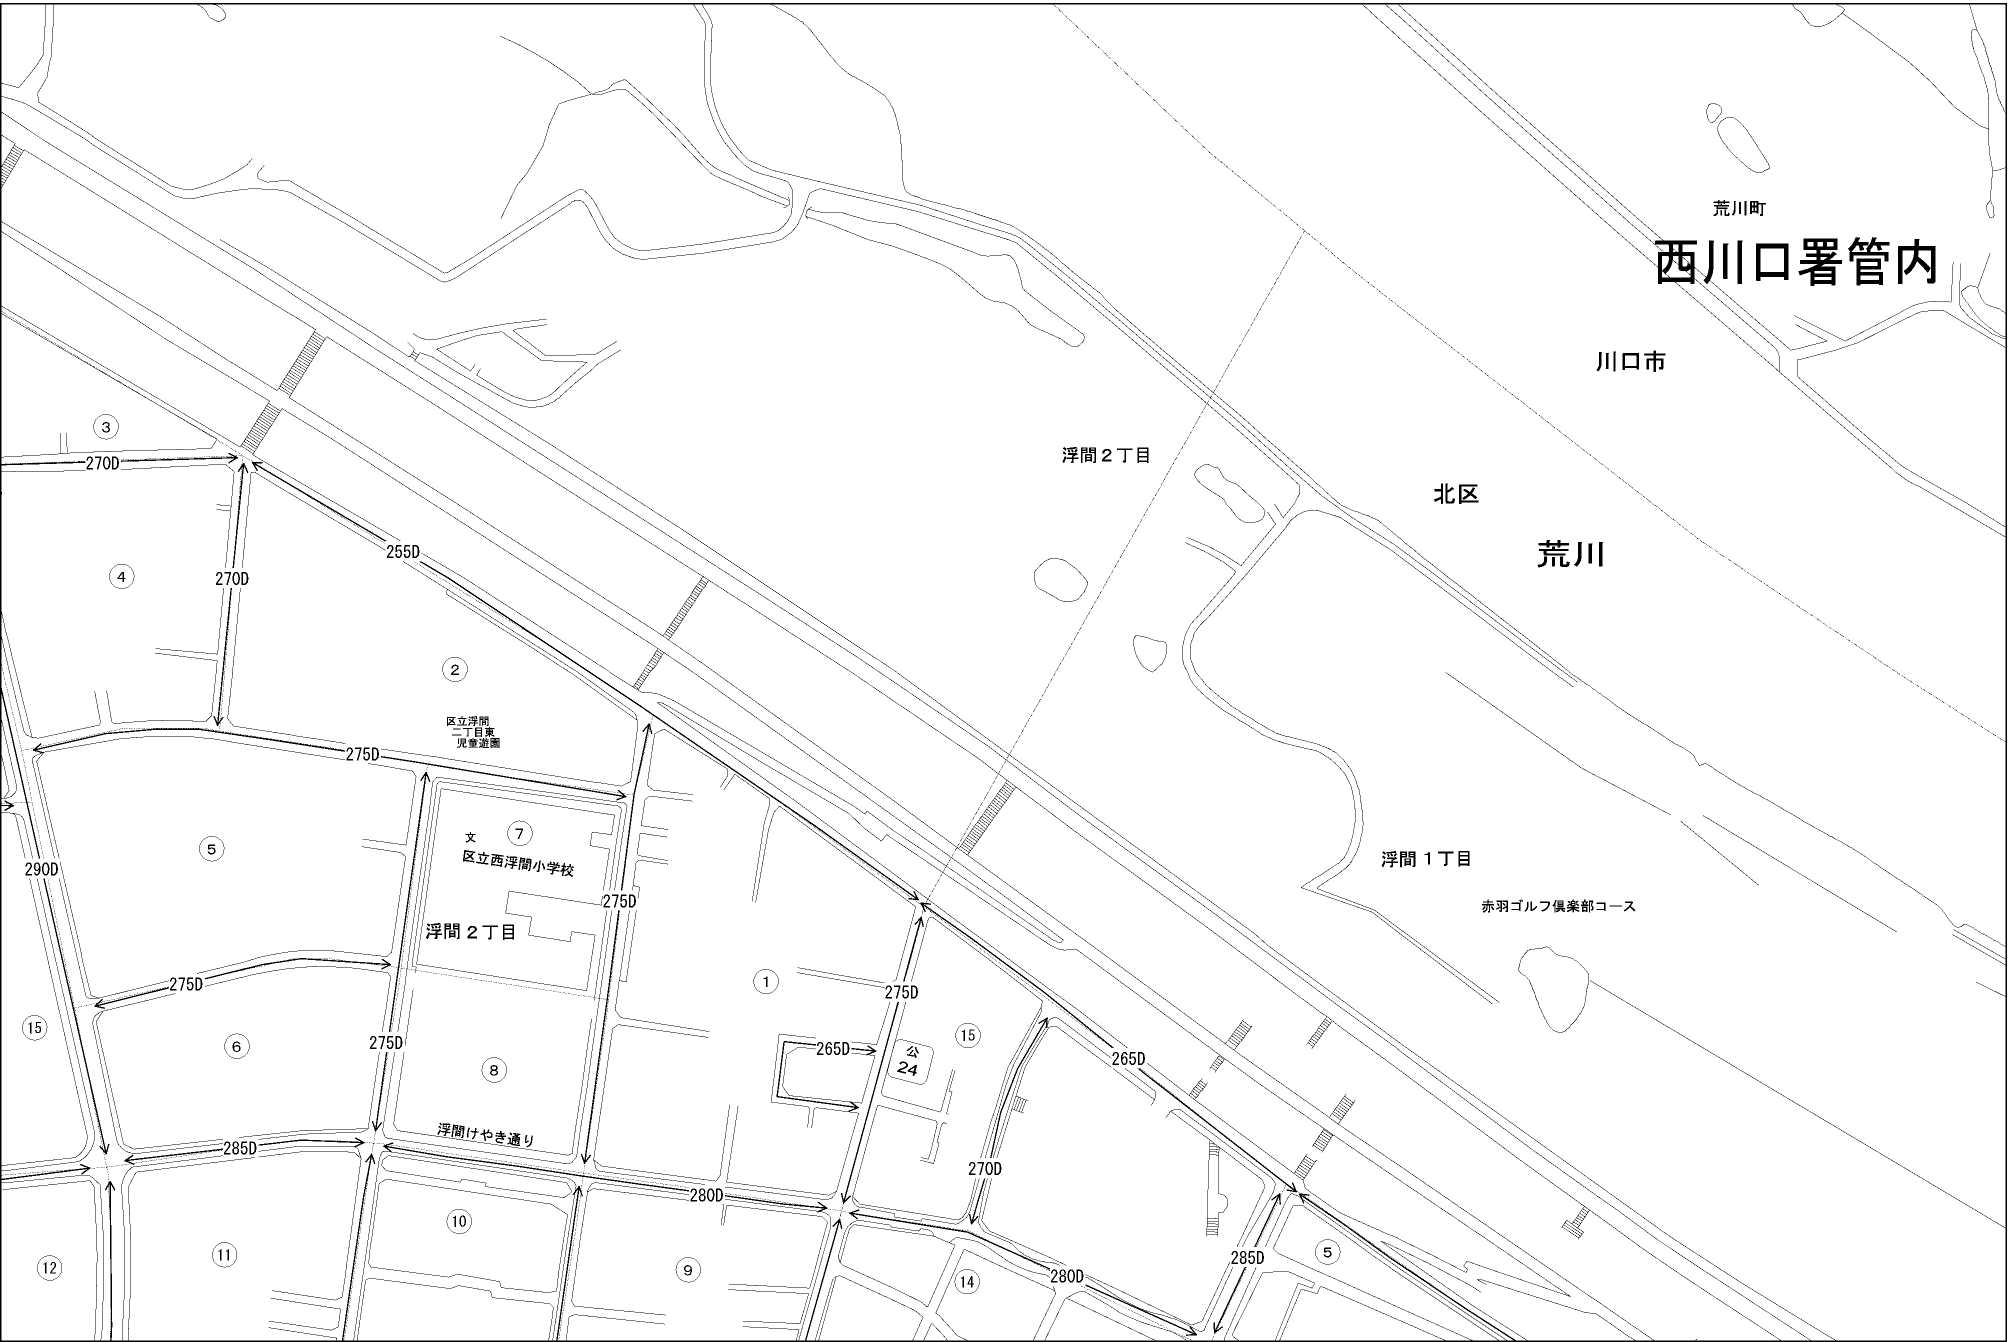 荒川町
西川口署管内
川口市
3
浮間2丁目
270D
北区
255D
荒川
4
270D
2
区立浮間
二丁目東
児童遊園
275D
7
文
5
浮間1丁目
区立西浮間小学校
290D
275D
赤羽ゴルフ倶楽部コース
浮間2丁目
1
275D
275D
15
15
6
275D
265D
公
24
265D
8
浮間けやき通り
285D
270D
280D
10
11
5
285D
12
9
14
280D